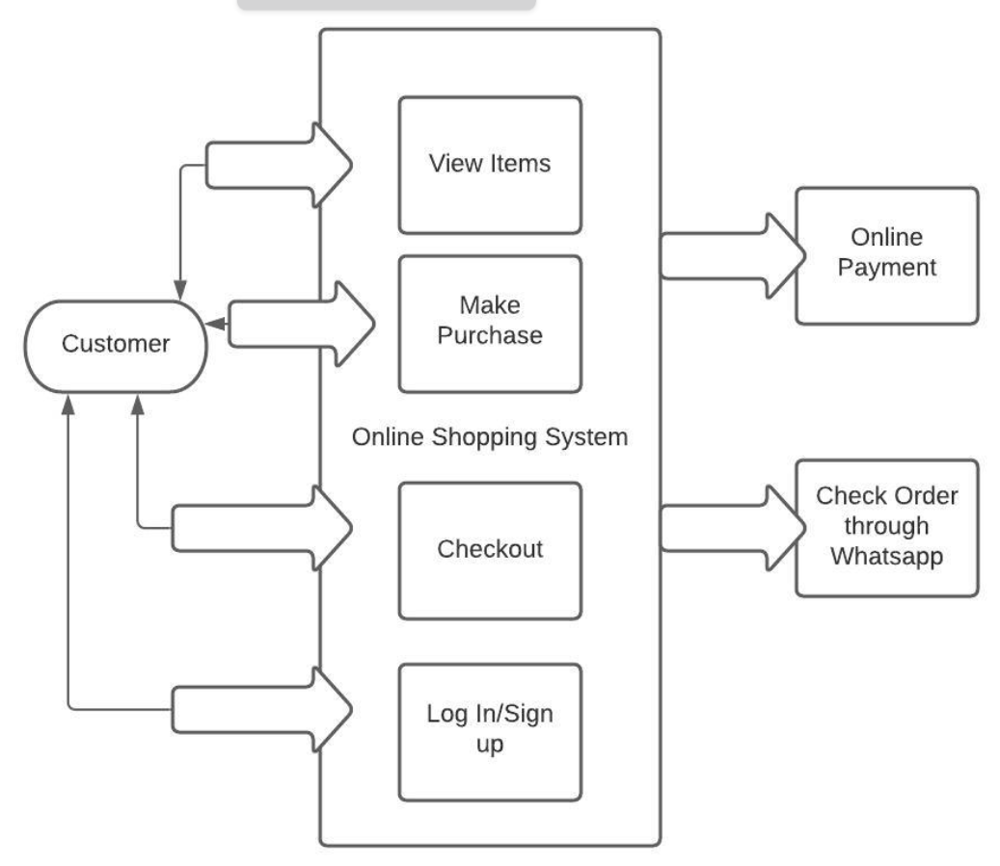 View Items
Make
Purchase
Customer
Online Shopping System
Checkout
Log In/Sign
up
Online
Payment
Check Order
through
Whatsapp